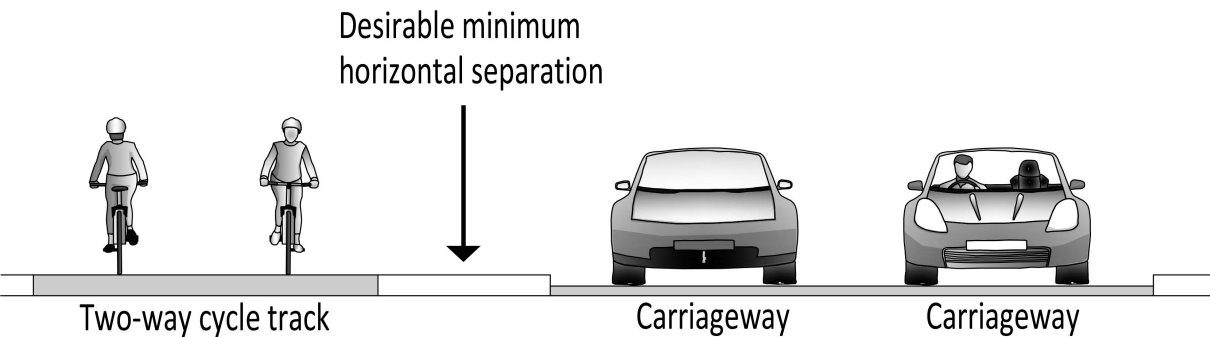 Desirable minimum
horizontal separation
Two-way cycle track
Carriageway
Carriageway